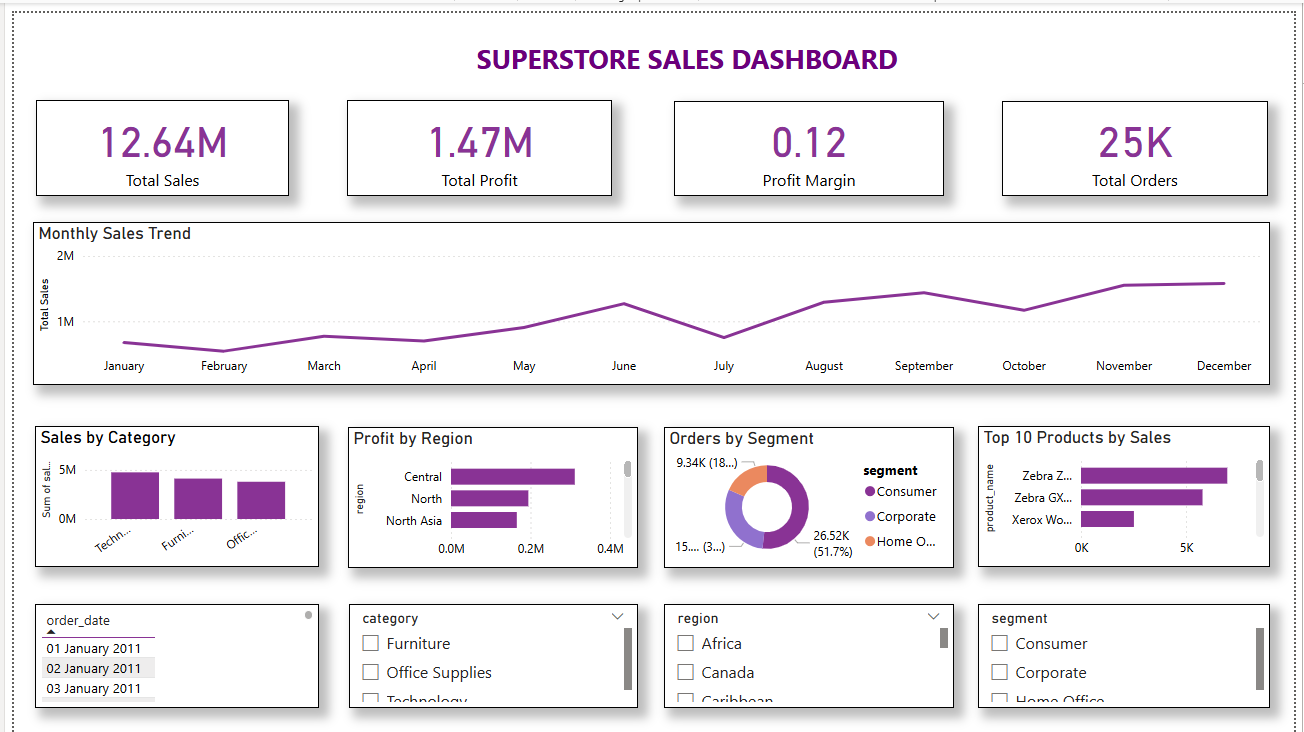 SUPERSTORE SALES DASHBOARD
12.64M
Total Sales
1.47M
Total Profit
0.12
Profit Margin
25K
Total Orders
Monthly Sales Trend
Total Sales
2M
1M
January February March April May June July August September October November December
Sales by Category
Sum of sal...
5M
0M
Techn...
Furni...
Offic...
Profit by Region
region
Central
North
North Asia
0.0M 0.2M 0.4M
Orders by Segment
9.34K (18...)
15.... (3...)
26.52K
(51.7%)
segment
Consumer
Corporate
Home O...
Top 10 Products by Sales
product_name
Zebra Z...
Zebra GX...
Xerox Wo...
0K 5K
order_date
01 January 2011
02 January 2011
03 January 2011
category
Furniture
Office Supplies
Technology
region
Africa
Canada
Caribbean
segment
Consumer
Corporate
Home Office